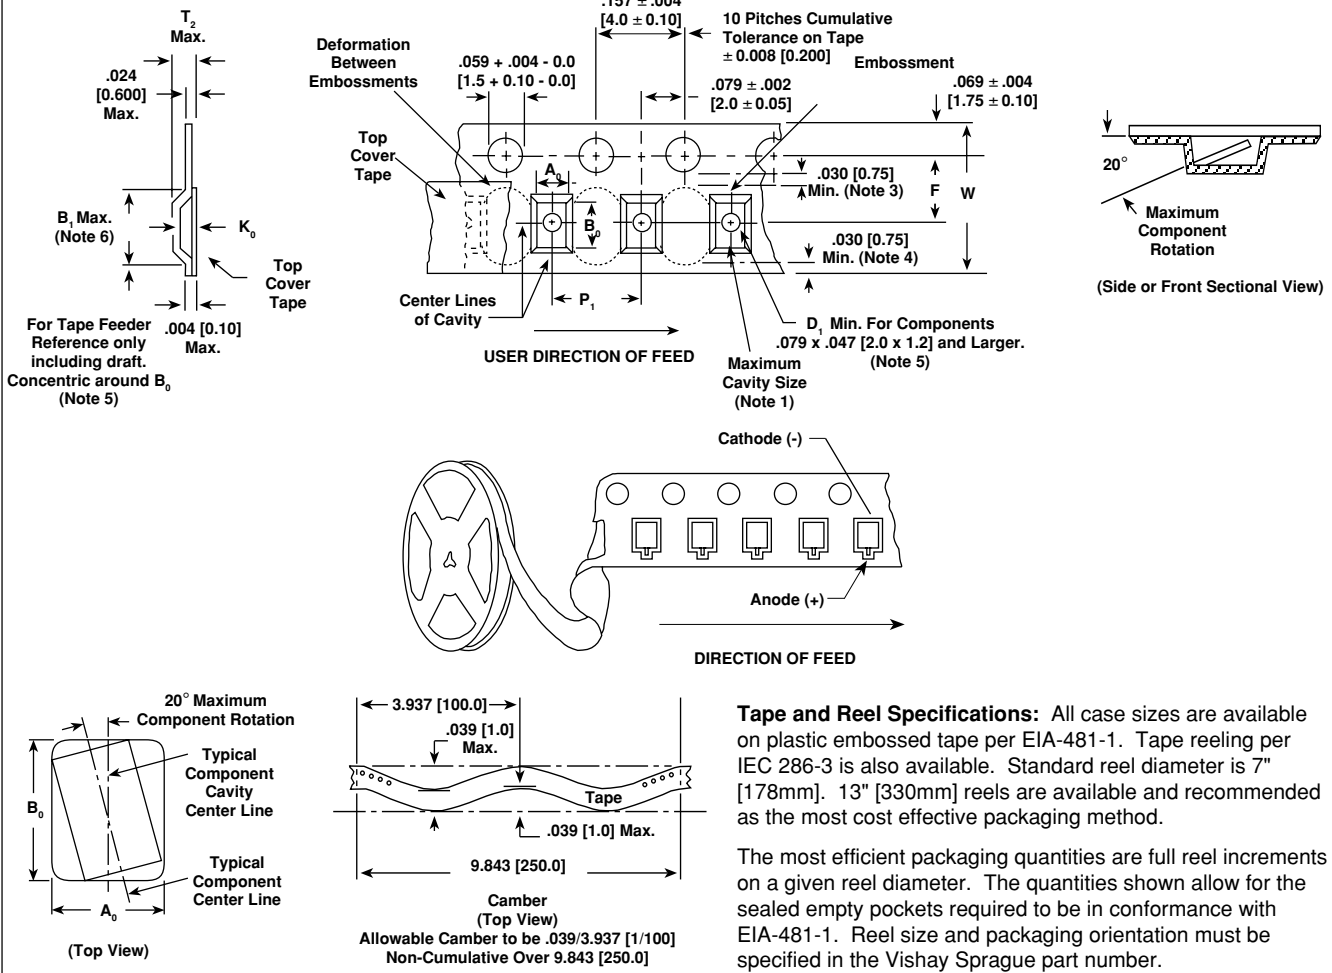 T2
Max.
.024
[0.600]
Max.
B1 Max.
(Note 6)
K0
Top
Cover
Tape
.004 [0.10]
Max.
For Tape Feeder
Reference only
including draft.
Concentric around B0
(Note 5)
Deformation
Between
Embossments
Top
Cover
Tape
.059 + .004 - 0.0
[1.5 + 0.10 - 0.0]
.157 ± .004
[4.0 ± 0.10]
10 Pitches Cumulative
Tolerance on Tape
± 0.008 [0.200]
Embossment
.079 ± .002
[2.0 ± 0.05]
.069 ± .004
[1.75 ± 0.10]
A0
B0
.030 [0.75]
Min. (Note 3)
F
W
.030 [0.75]
Min. (Note 4)
Center Lines
of Cavity
P1
USER DIRECTION OF FEED
D1 Min. For Components
.079 x .047 [2.0 x 1.2] and Larger.
(Note 5)
Maximum
Cavity Size
(Note 1)
20°
Maximum
Component
Rotation
(Side or Front Sectional View)
Cathode (-)
Anode (+)
DIRECTION OF FEED
20° Maximum
Component Rotation
Typical
Component
Cavity
Center Line
B0
Typical
Component
Center Line
A0
(Top View)
3.937 [100.0]
.039 [1.0]
Max.
Tape
.039 [1.0] Max.
9.843 [250.0]
Camber
(Top View)
Allowable Camber to be .039/3.937 [1/100]
Non-Cumulative Over 9.843 [250.0]
Tape and Reel Specifications: All case sizes are available
on plastic embossed tape per EIA-481-1. Tape reeling per
IEC 286-3 is also available. Standard reel diameter is 7"
[178mm]. 13" [330mm] reels are available and recommended
as the most cost effective packaging method.
The most efficient packaging quantities are full reel increments
on a given reel diameter. The quantities shown allow for the
sealed empty pockets required to be in conformance with
EIA-481-1. Reel size and packaging orientation must be
specified in the Vishay Sprague part number.